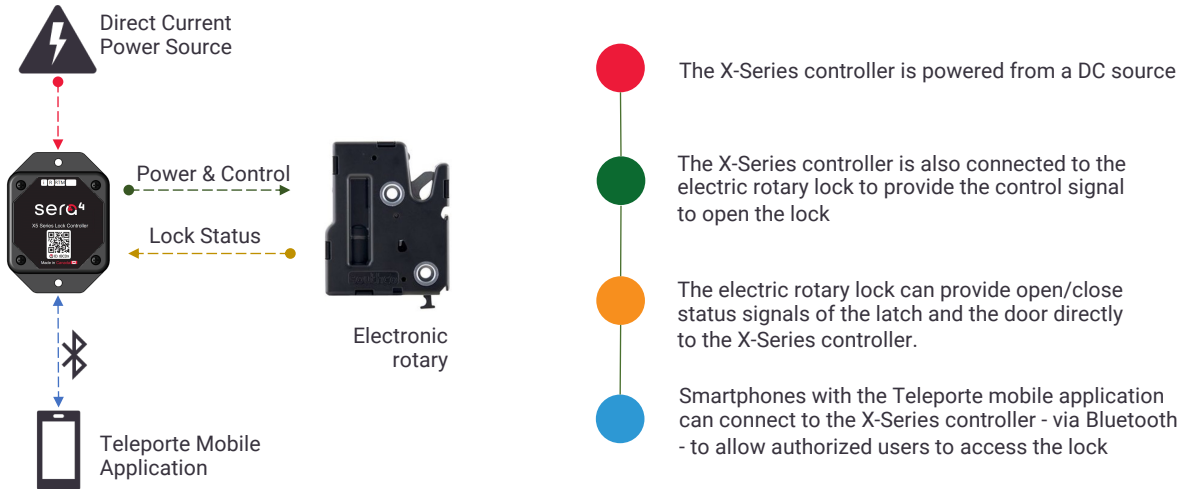 Direct Current
Power Source
sera4
X5 Series Lock Controller
Made in Canada
Power & Control
Lock Status
Electronic
rotary
Teleporte Mobile
Application
The X-Series controller is powered from a DC source
The X-Series controller is also connected to the
electric rotary lock to provide the control signal
to open the lock
The electric rotary lock can provide open/close
status signals of the latch and the door directly
to the X-Series controller.
Smartphones with the Teleporte mobile application
can connect to the X-Series controller - via Bluetooth
- to allow authorized users to access the lock